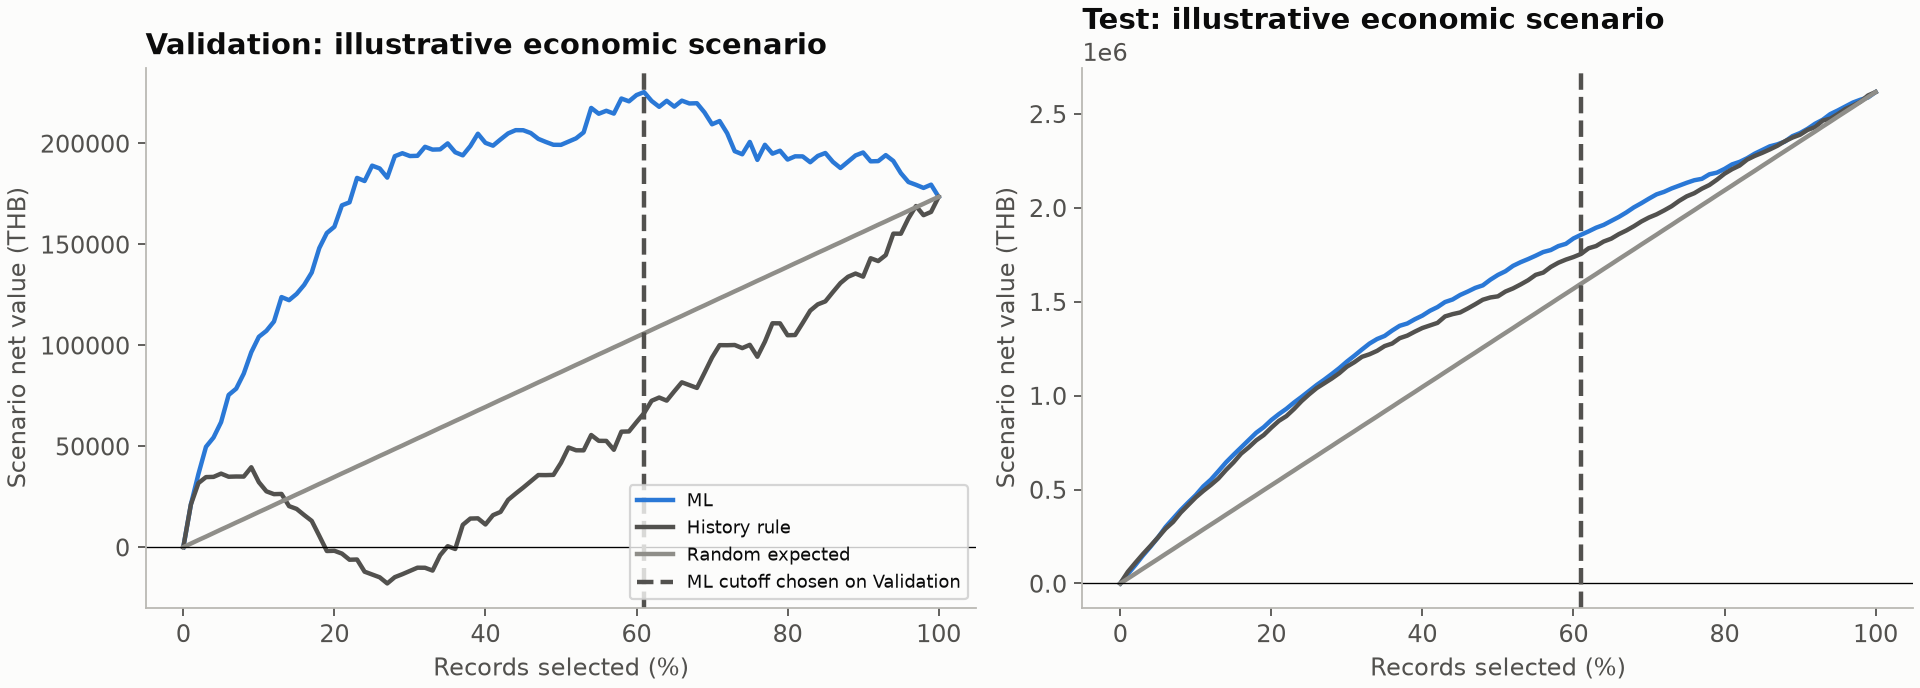 Validation: illustrative economic scenario
Scenario net value (THB)
200000
150000
100000
50000
0
0 20 40 60 80 100
Records selected (%)
ML
History rule
Random expected
ML cutoff chosen on Validation
Test: illustrative economic scenario
1e6
Scenario net value (THB)
2.5
2.0
1.5
1.0
0.5
0.0
0 20 40 60 80 100
Records selected (%)